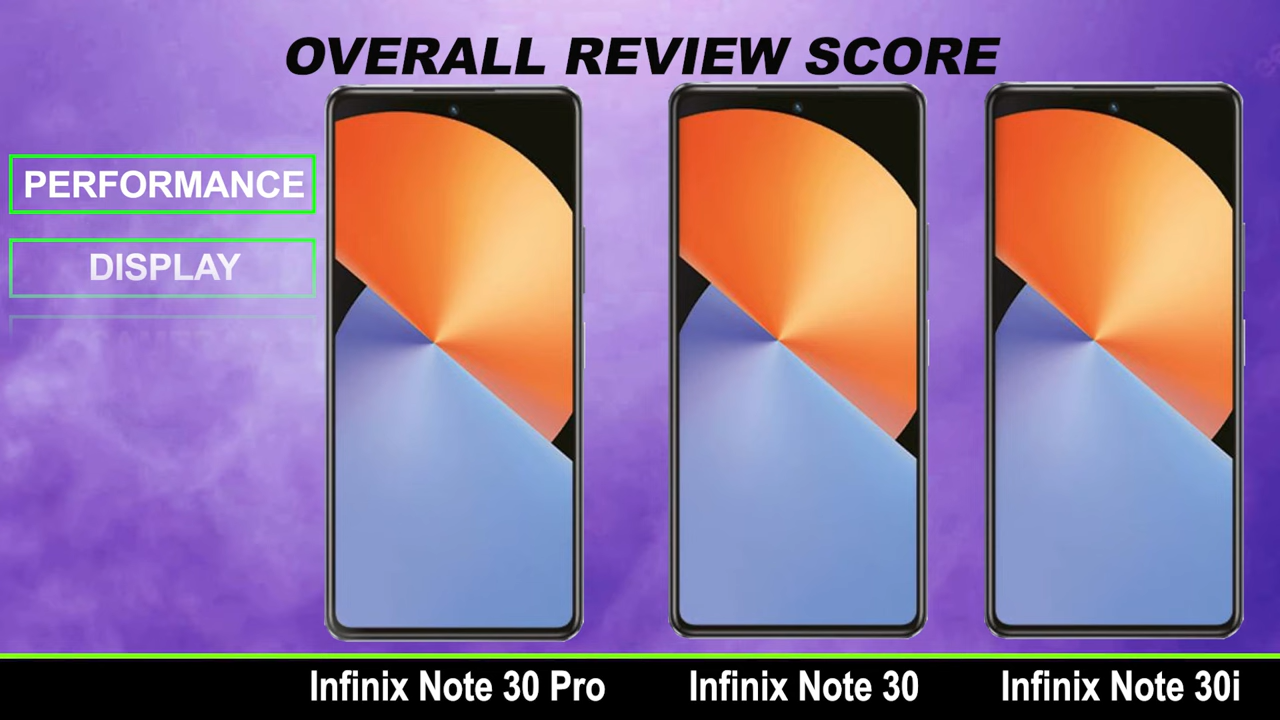 OVERALL REVIEW SCORE
PERFORMANCE
DISPLAY
Infinix Note 30 Pro
Infinix Note 30
Infinix Note 30i